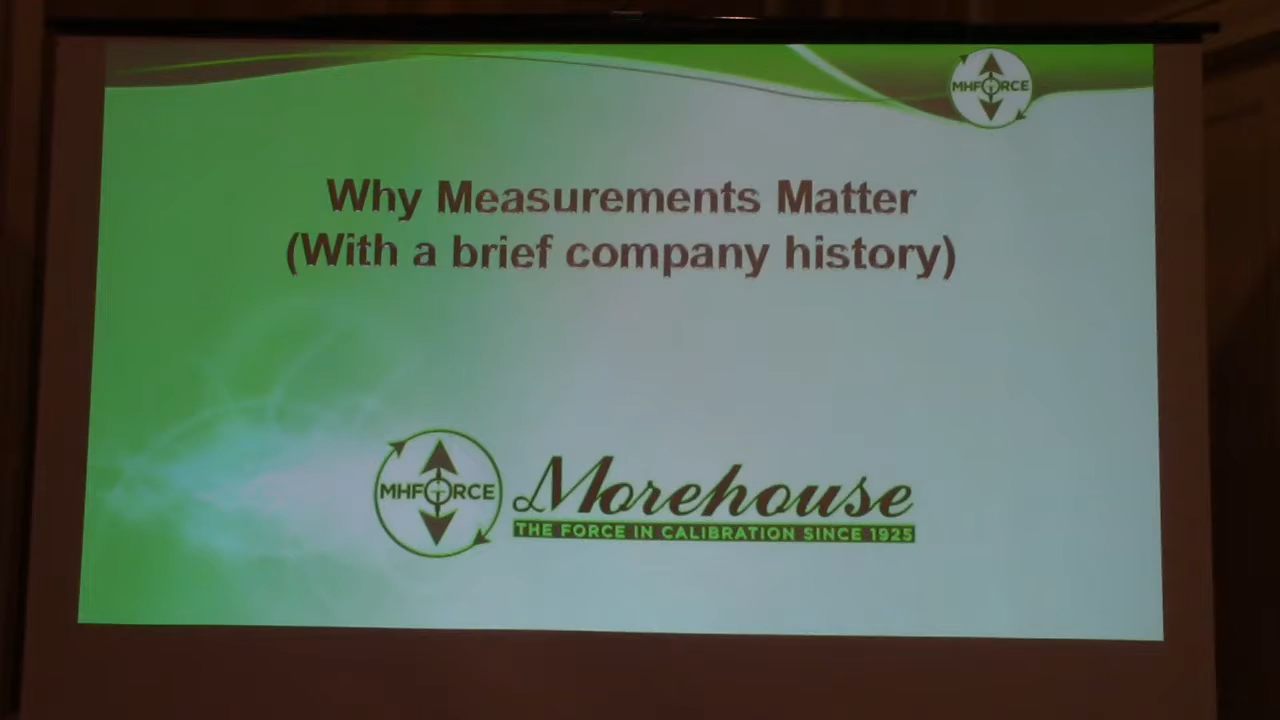 MHFORCE
Why Measurements Matter
(With a brief company history)
MHFORCE
Morehouse
THE FORCE IN CALIBRATION SINCE 1925